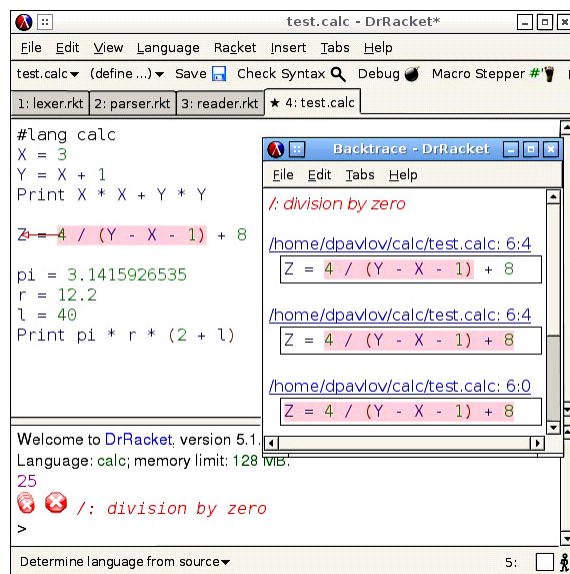 test.calc - DrRacket*
File Edit View Language Racket Insert Tabs Help
test.calc (define ...) Save Check Syntax Debug Macro Stepper #'
1: lexer.rkt 2: parser.rkt 3: reader.rkt ★ 4: test.calc
#lang calc
X = 3
Y = X + 1
Print X * X + Y * Y
Z = 4 / (Y - X - 1) + 8
pi = 3.1415926535
r = 12.2
l = 40
Print pi * r * (2 + l)
Backtrace - DrRacket
File Edit Tabs Help
/: division by zero
/home/dpavlov/calc/test.calc: 6:4
Z = 4 / (Y - X - 1) + 8
/home/dpavlov/calc/test.calc: 6:4
Z = 4 / (Y - X - 1) + 8
/home/dpavlov/calc/test.calc: 6:0
Z = 4 / (Y - X - 1) + 8
Welcome to DrRacket, version 5.1.
Language: calc; memory limit: 128 MB.
25
/: division by zero
>
Determine language from source 5: